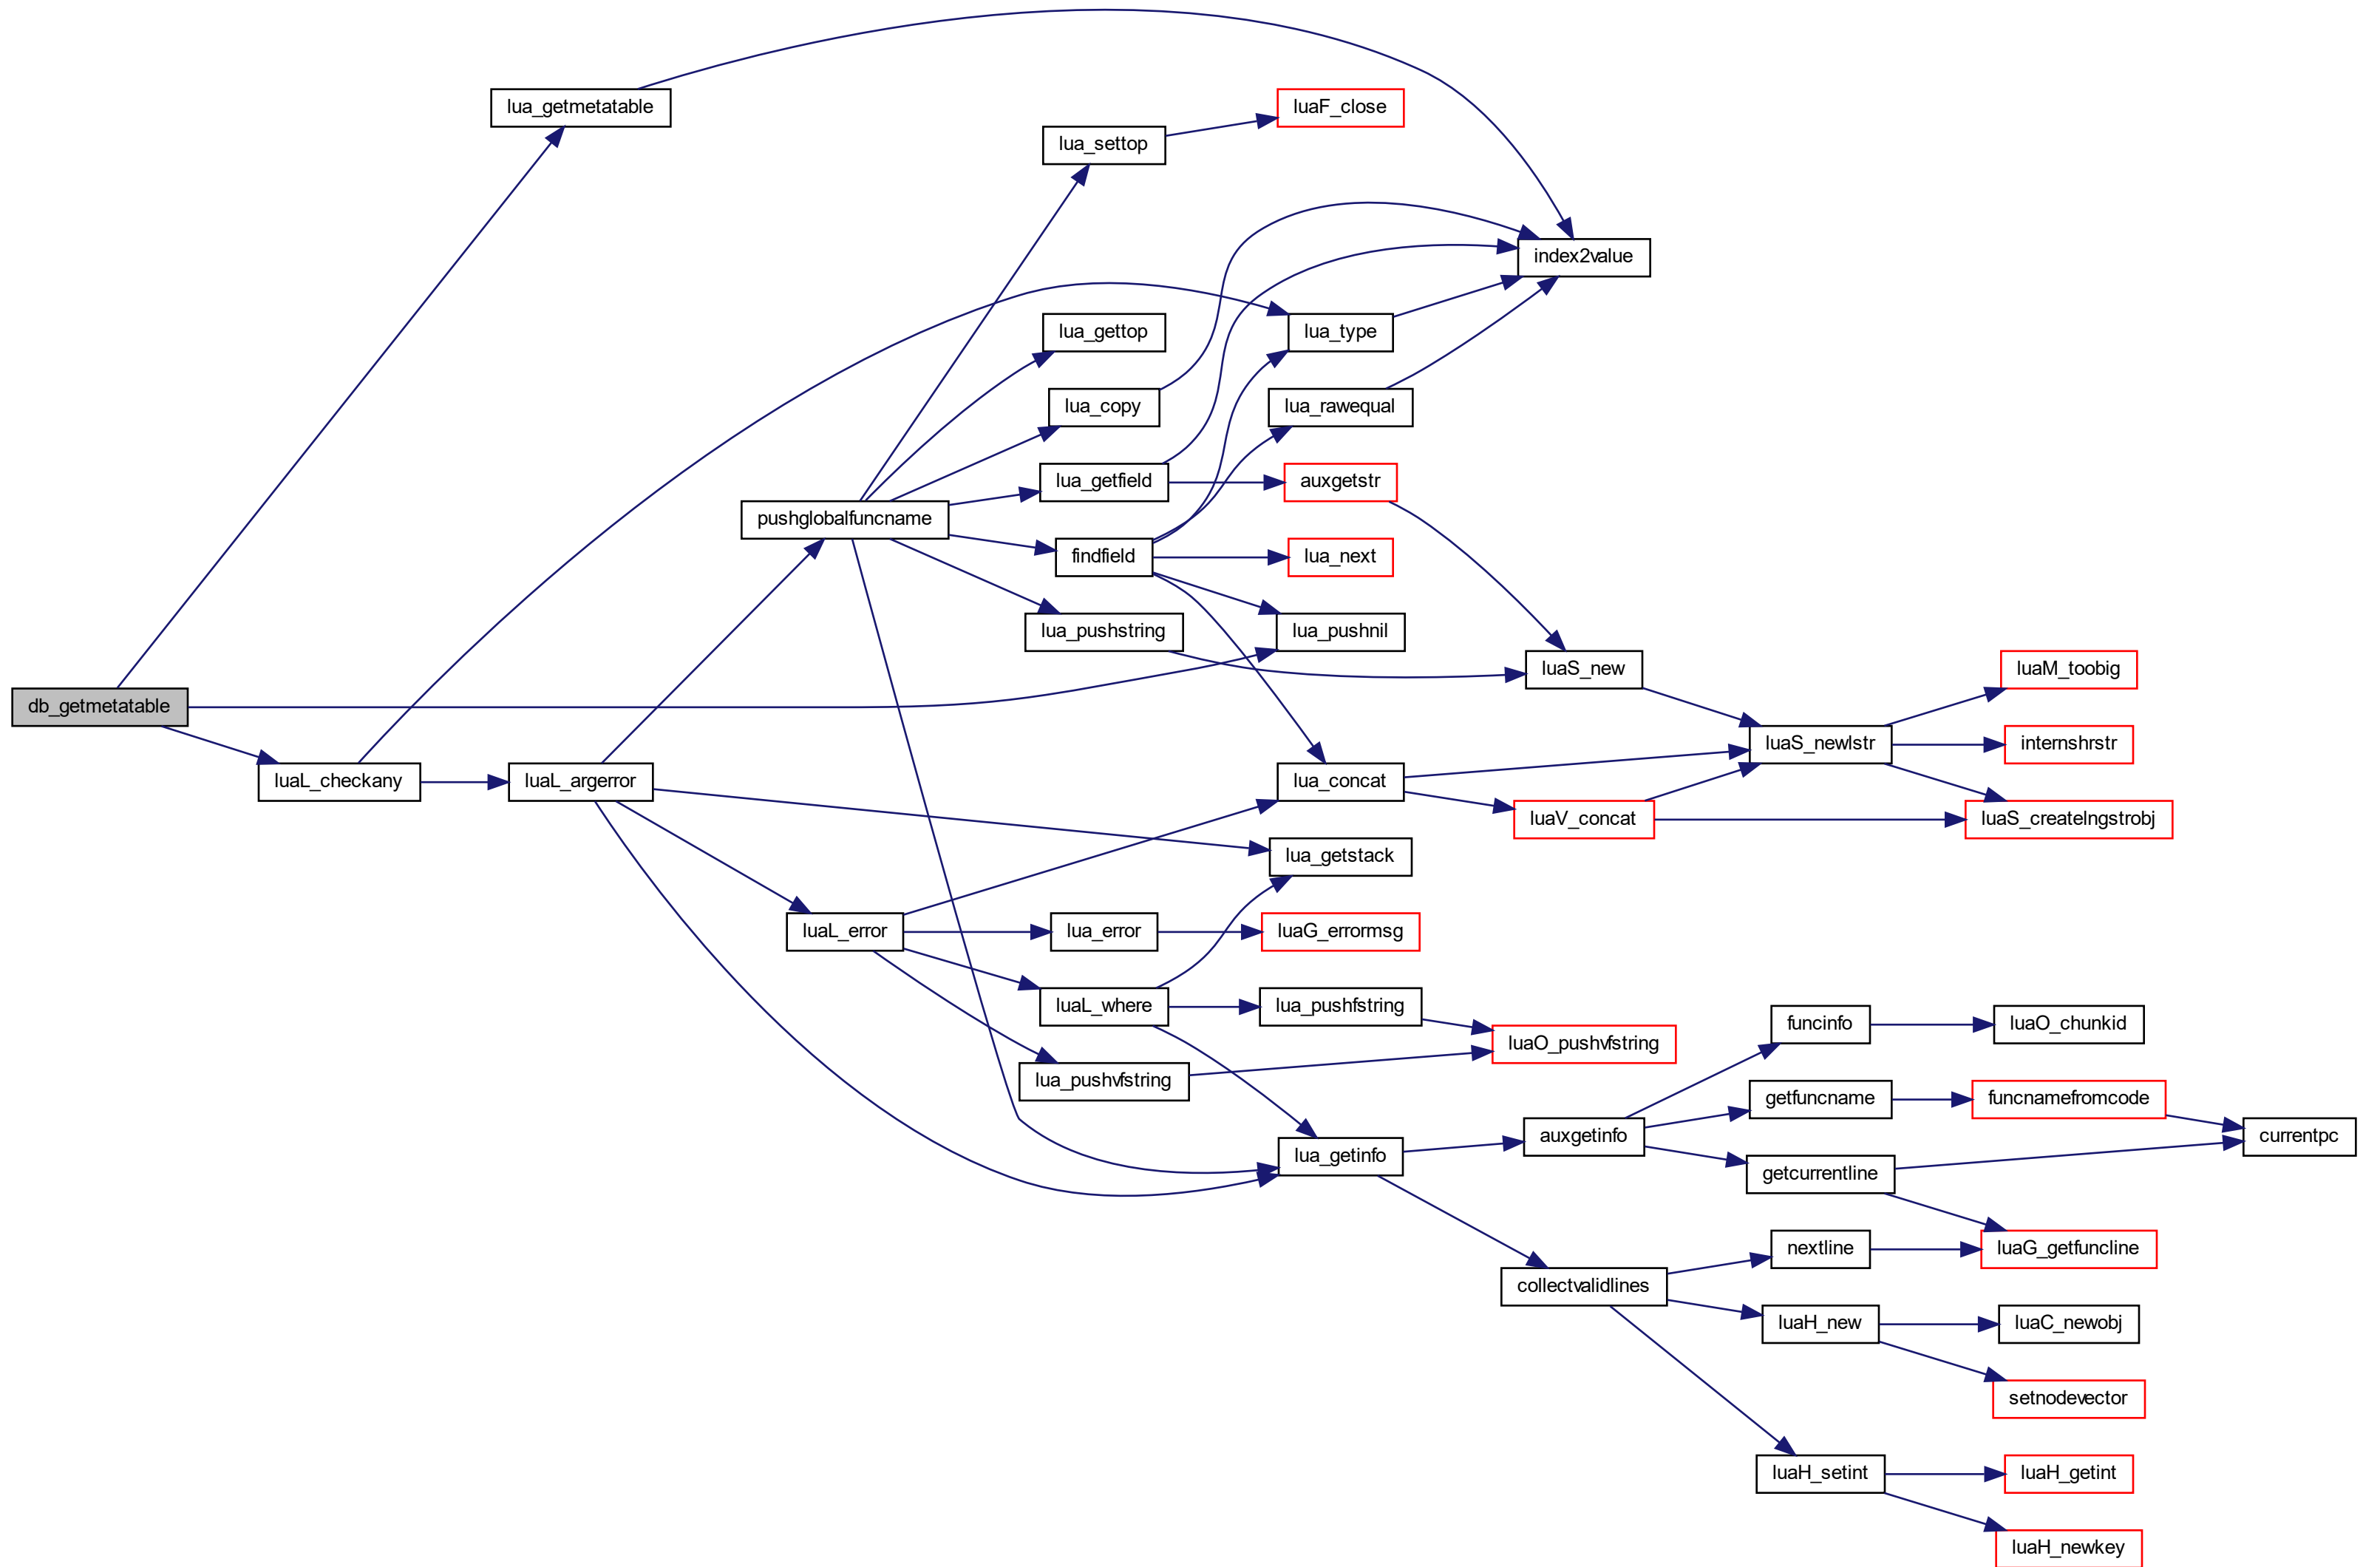 db_getmetatable
lua_getmetatable
luaL_checkany
luaL_argerror
pushglobalfuncname
luaL_error
lua_settop
lua_gettop
lua_copy
lua_getfield
findfield
lua_pushstring
lua_error
luaL_where
lua_pushvfstring
luaF_close
lua_type
lua_rawequal
auxgetstr
lua_next
lua_pushnil
lua_concat
lua_getstack
luaG_errormsg
lua_pushfstring
lua_getinfo
index2value
luaS_new
luaV_concat
luaO_pushvfstring
auxgetinfo
collectvalidlines
luaS_newlstr
funcinfo
getfuncname
getcurrentline
nextline
luaH_new
luaH_setint
luaM_toobig
internshrstr
luaS_createlngstrobj
luaO_chunkid
funcnamefromcode
luaG_getfuncline
luaC_newobj
setnodevector
luaH_getint
luaH_newkey
currentpc